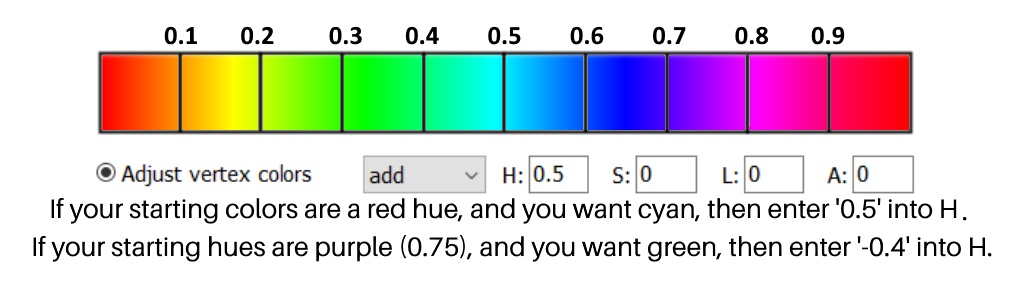 0.1 0.2 0.3 0.4 0.5 0.6 0.7 0.8 0.9
Adjust vertex colors add H: 0.5 S: 0 L: 0 A: 0
If your starting colors are a red hue, and you want cyan, then enter '0.5' into H.
If your starting hues are purple (0.75), and you want green, then enter '-0.4' into H.